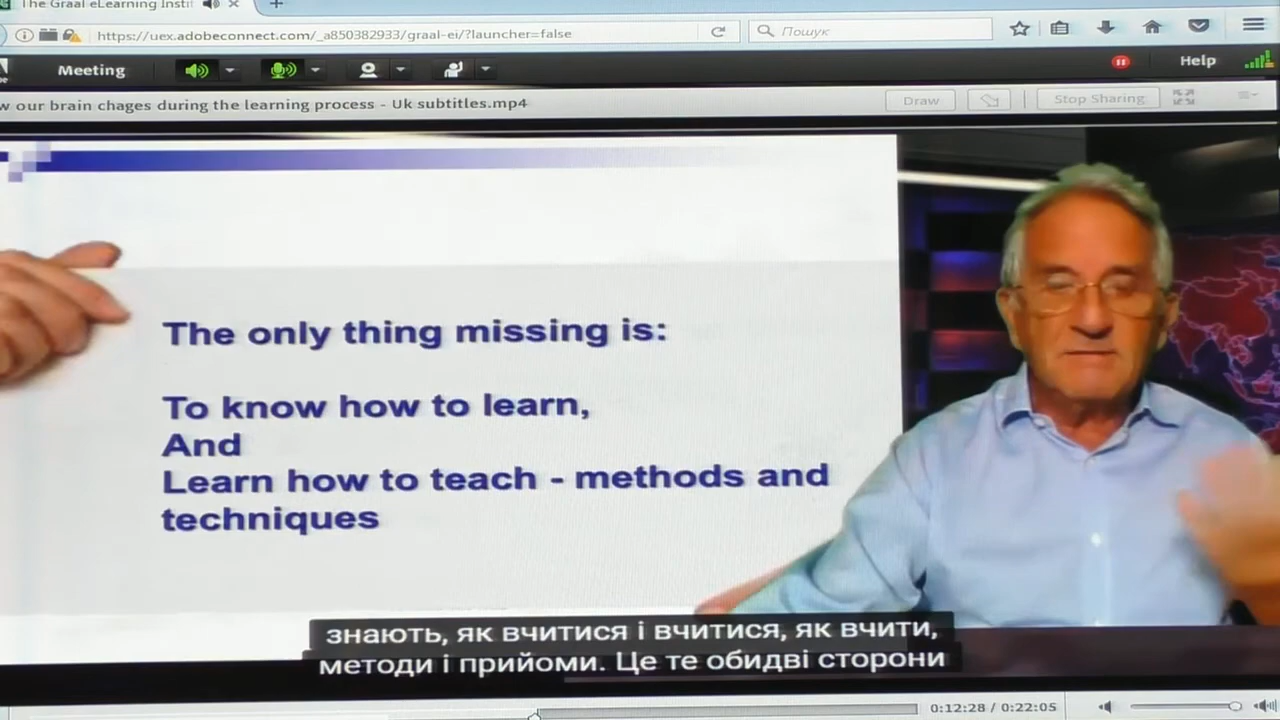 The Graal eLearning Insti
https://uex.adobeconnect.com/_a850382933/graal-ei/?launcher=false
Пошук
Meeting
Help
w our brain chages during the learning process - Uk subtitles.mp4
Draw
Stop Sharing
The only thing missing is:
To know how to learn,
And
Learn how to teach - methods and
techniques
знають, як вчитися і вчитися, як вчити,
методи і прийоми. Це те обидві сторони
0:12:28 / 0:22:05